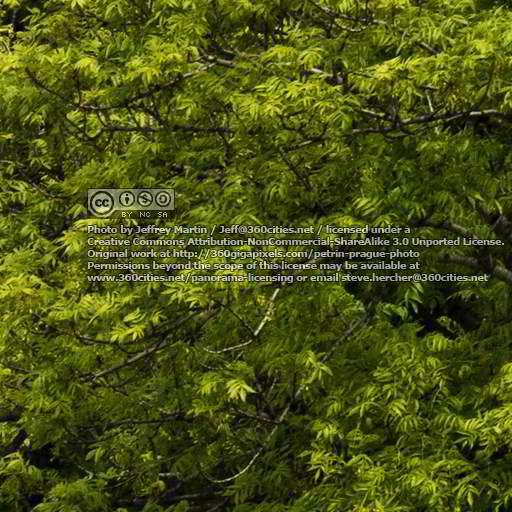 cc
BY NC SA
Photo by Jeffrey Martin / Jeff@360cities.net / licensed under a
Creative Commons Attribution-NonCommercial-ShareAlike 3.0 Unported License.
Original work at http://360gigapixels.com/petrin-prague-photo
Permissions beyond the scope of this license may be available at
www.360cities.net/panorama-licensing or email steve.hercher@360cities.net